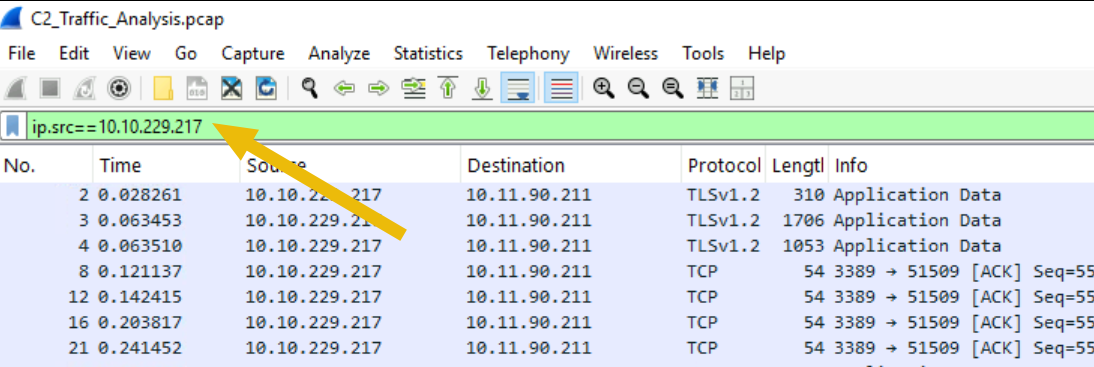 C2_Traffic_Analysis.pcap
File Edit View Go Capture Analyze Statistics Telephony Wireless Tools Help
ip.src==10.10.229.217
No. Time Source Destination Protocol Lengtl Info
2 0.028261 10.10.229.217 10.11.90.211 TLSv1.2 310 Application Data
3 0.063453 10.10.229.217 10.11.90.211 TLSv1.2 1706 Application Data
4 0.063510 10.10.229.217 10.11.90.211 TLSv1.2 1053 Application Data
8 0.121137 10.10.229.217 10.11.90.211 TCP 54 3389 → 51509 [ACK] Seq=55
12 0.142415 10.10.229.217 10.11.90.211 TCP 54 3389 → 51509 [ACK] Seq=55
16 0.203817 10.10.229.217 10.11.90.211 TCP 54 3389 → 51509 [ACK] Seq=55
21 0.241452 10.10.229.217 10.11.90.211 TCP 54 3389 → 51509 [ACK] Seq=55